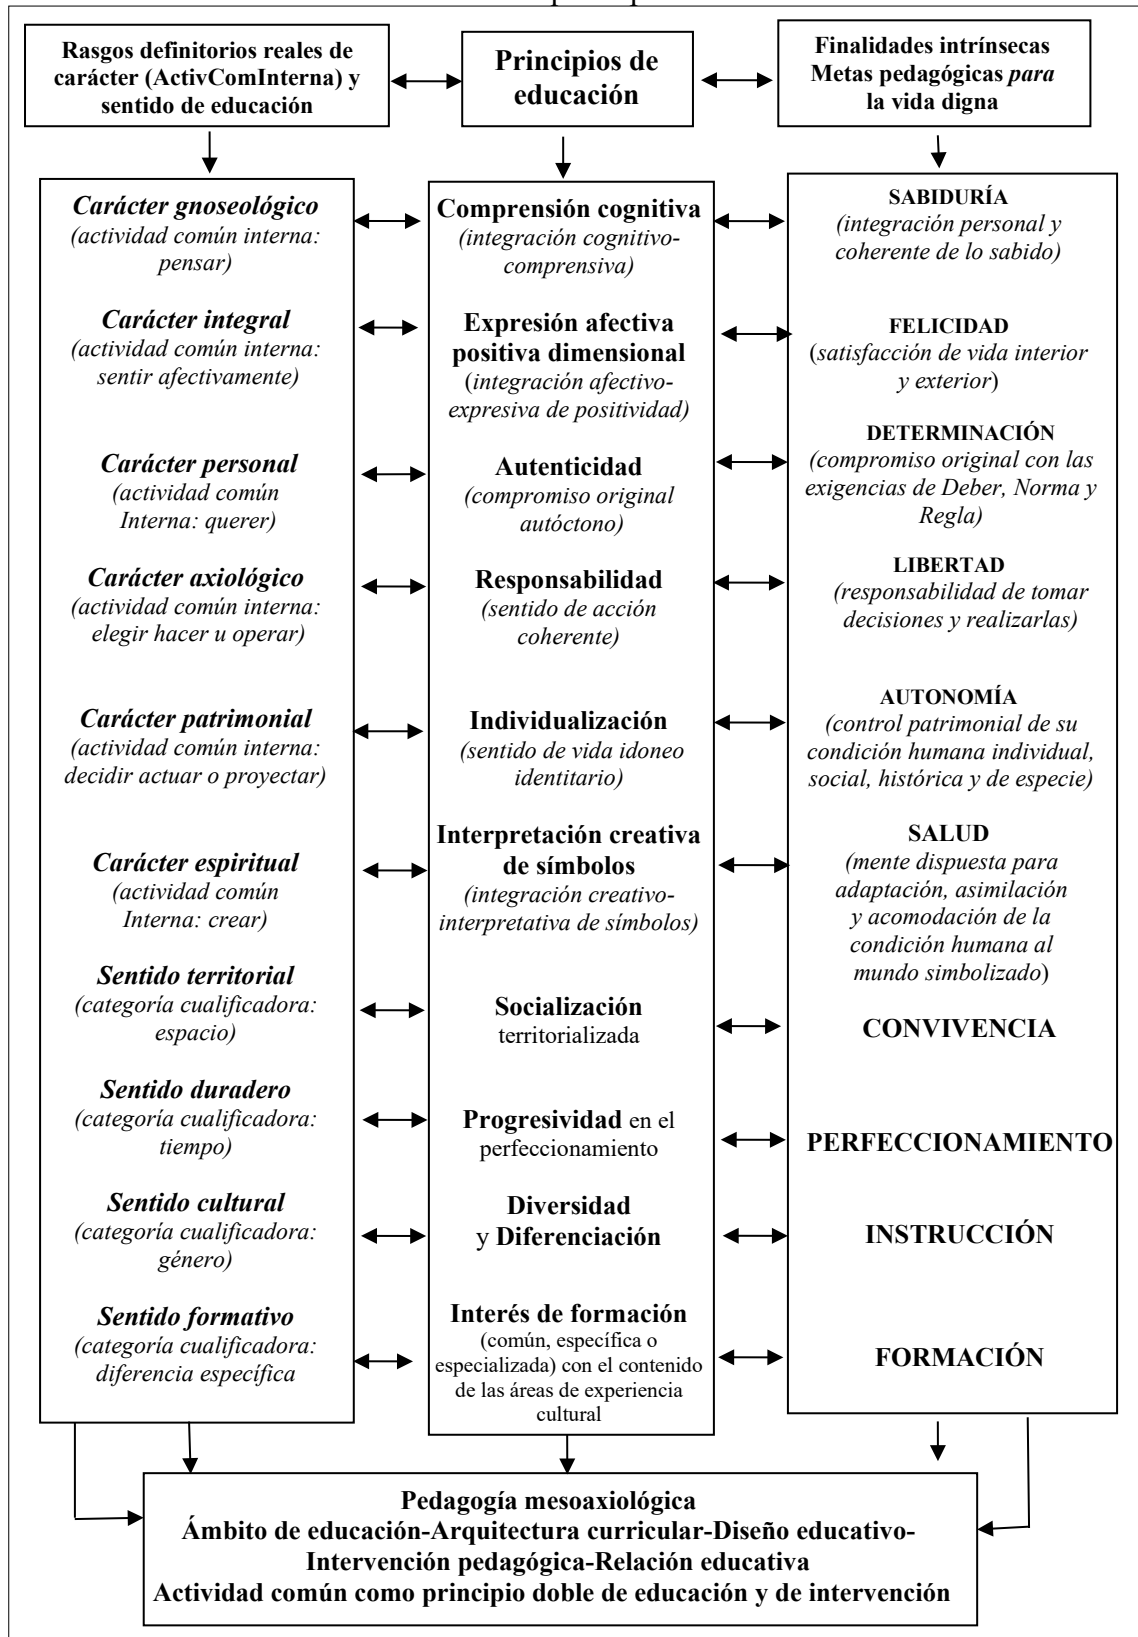 Rasgos definitorios reales de
carácter (ActivComInterna) y
sentido de educación
Principios de
educación
Finalidades intrínsecas
Metas pedagógicas para
la vida digna
Carácter gnoseológico
(actividad común interna:
pensar)
Carácter integral
(actividad común interna:
sentir afectivamente)
Carácter personal
(actividad común
Interna: querer)
Carácter axiológico
(actividad común interna:
elegir hacer u operar)
Carácter patrimonial
(actividad común interna:
decidir actuar o proyectar)
Carácter espiritual
(actividad común
Interna: crear)
Sentido territorial
(categoría cualificadora:
espacio)
Sentido duradero
(categoría cualificadora:
tiempo)
Sentido cultural
(categoría cualificadora:
género)
Sentido formativo
(categoría cualificadora:
diferencia específica
Comprensión cognitiva
(integración cognitivo-
comprensiva)
Expresión afectiva
positiva dimensional
(integración afectivo-
expresiva de positividad)
Autenticidad
(compromiso original
autóctono)
Responsabilidad
(sentido de acción
coherente)
Individualización
(sentido de vida idoneo
identitario)
Interpretación creativa
de símbolos
(integración creativo-
interpretativa de símbolos)
Socialización
territorializada
Progresividad en el
perfeccionamiento
Diversidad
y Diferenciación
Interés de formación
(común, específica o
especializada) con el contenido
de las áreas de experiencia
cultural
SABIDURÍA
(integración personal y
coherente de lo sabido)
FELICIDAD
(satisfacción de vida interior
y exterior)
DETERMINACIÓN
(compromiso original con las
exigencias de Deber, Norma y
Regla)
LIBERTAD
(responsabilidad de tomar
decisiones y realizarlas)
AUTONOMÍA
(control patrimonial de su
condición humana individual,
social, histórica y de especie)
SALUD
(mente dispuesta para
adaptación, asimilación
y acomodación de la
condición humana al
mundo simbolizado)
CONVIVENCIA
PERFECCIONAMIENTO
INSTRUCCIÓN
FORMACIÓN
Pedagogía mesoaxiológica
Ámbito de educación-Arquitectura curricular-Diseño educativo-
Intervención pedagógica-Relación educativa
Actividad común como principio doble de educación y de intervención